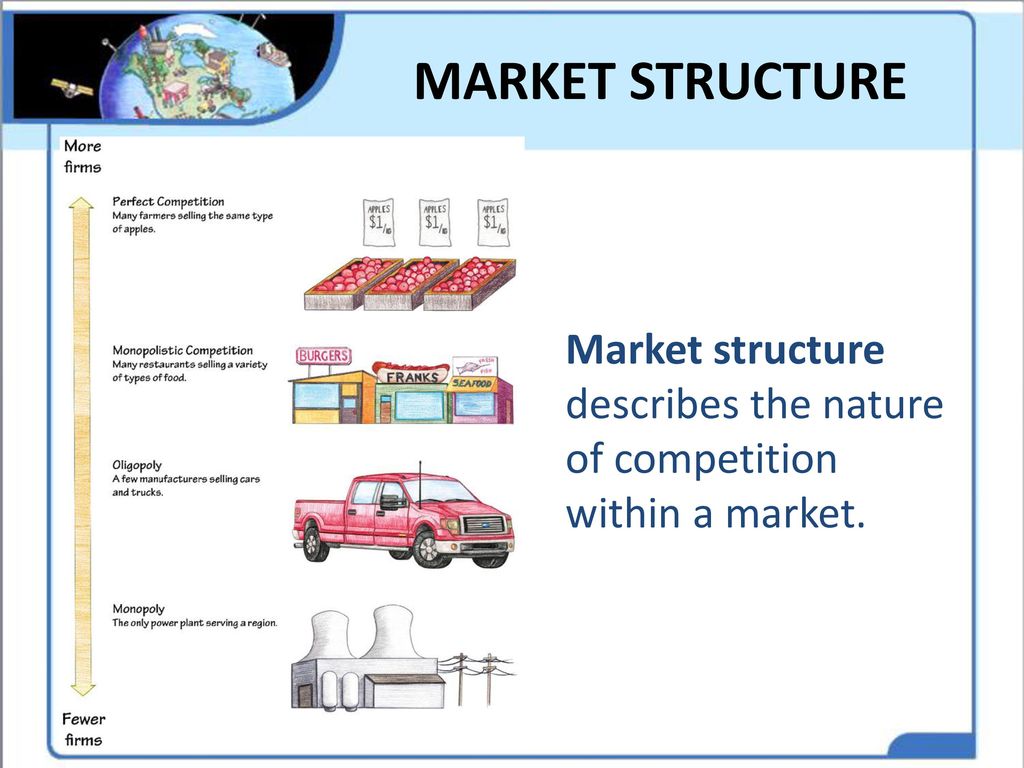 MARKET STRUCTURE
More
firms
Perfect Competition
Many farmers selling the same type
of apples.
APPLES
$1/lb
APPLES
$1/lb
APPLES
$1/lb
Monopolistic Competition
Many restaurants selling a variety
of types of food.
BURGERS
FRANKS
FRESH
FISH
SEAFOOD
Oligopoly
A few manufacturers selling cars
and trucks.
Monopoly
The only power plant serving a region.
Fewer
firms
Market structure
describes the nature
of competition
within a market.